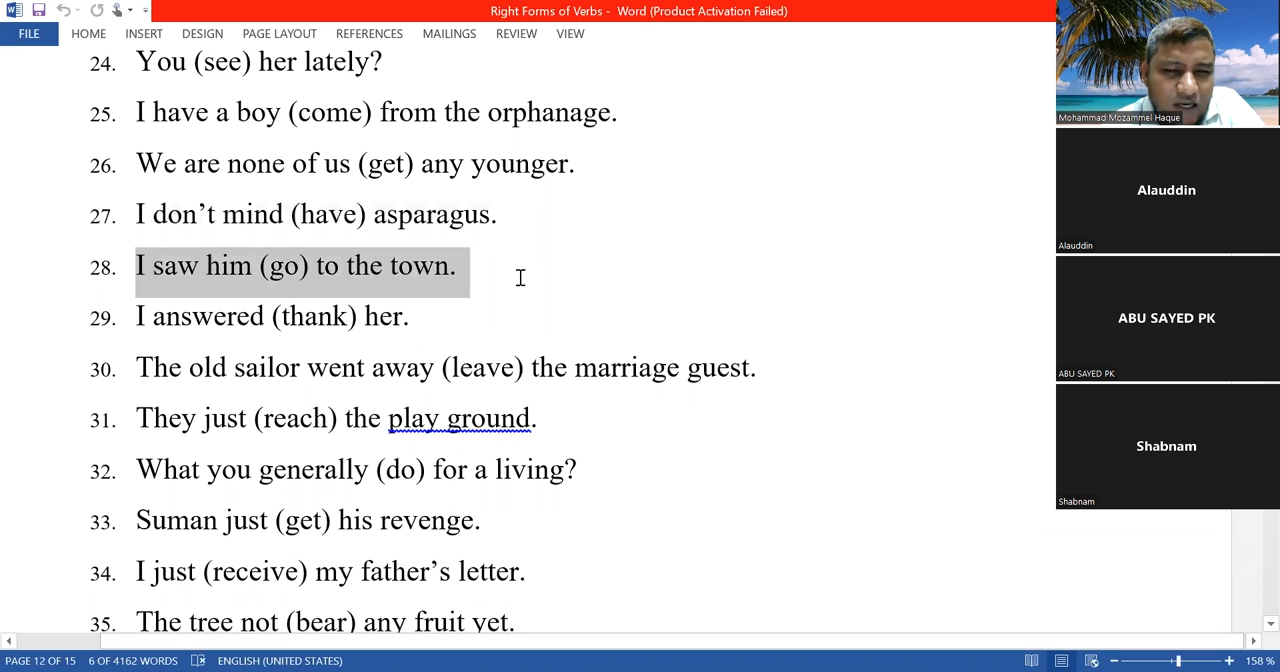 Right Forms of Verbs - Word (Product Activation Failed)
FILE HOME INSERT DESIGN PAGE LAYOUT REFERENCES MAILINGS REVIEW VIEW
24. You (see) her lately?
25. I have a boy (come) from the orphanage.
26. We are none of us (get) any younger.
27. I don’t mind (have) asparagus.
28. I saw him (go) to the town.
29. I answered (thank) her.
30. The old sailor went away (leave) the marriage guest.
31. They just (reach) the play ground.
32. What you generally (do) for a living?
33. Suman just (get) his revenge.
34. I just (receive) my father’s letter.
35. The tree not (bear) any fruit yet.
Mohammad Mozammel Haque
Alauddin
Alauddin
ABU SAYED PK
ABU SAYED PK
Shabnam
Shabnam
PAGE 12 OF 15 6 OF 4162 WORDS ENGLISH (UNITED STATES) 158 %